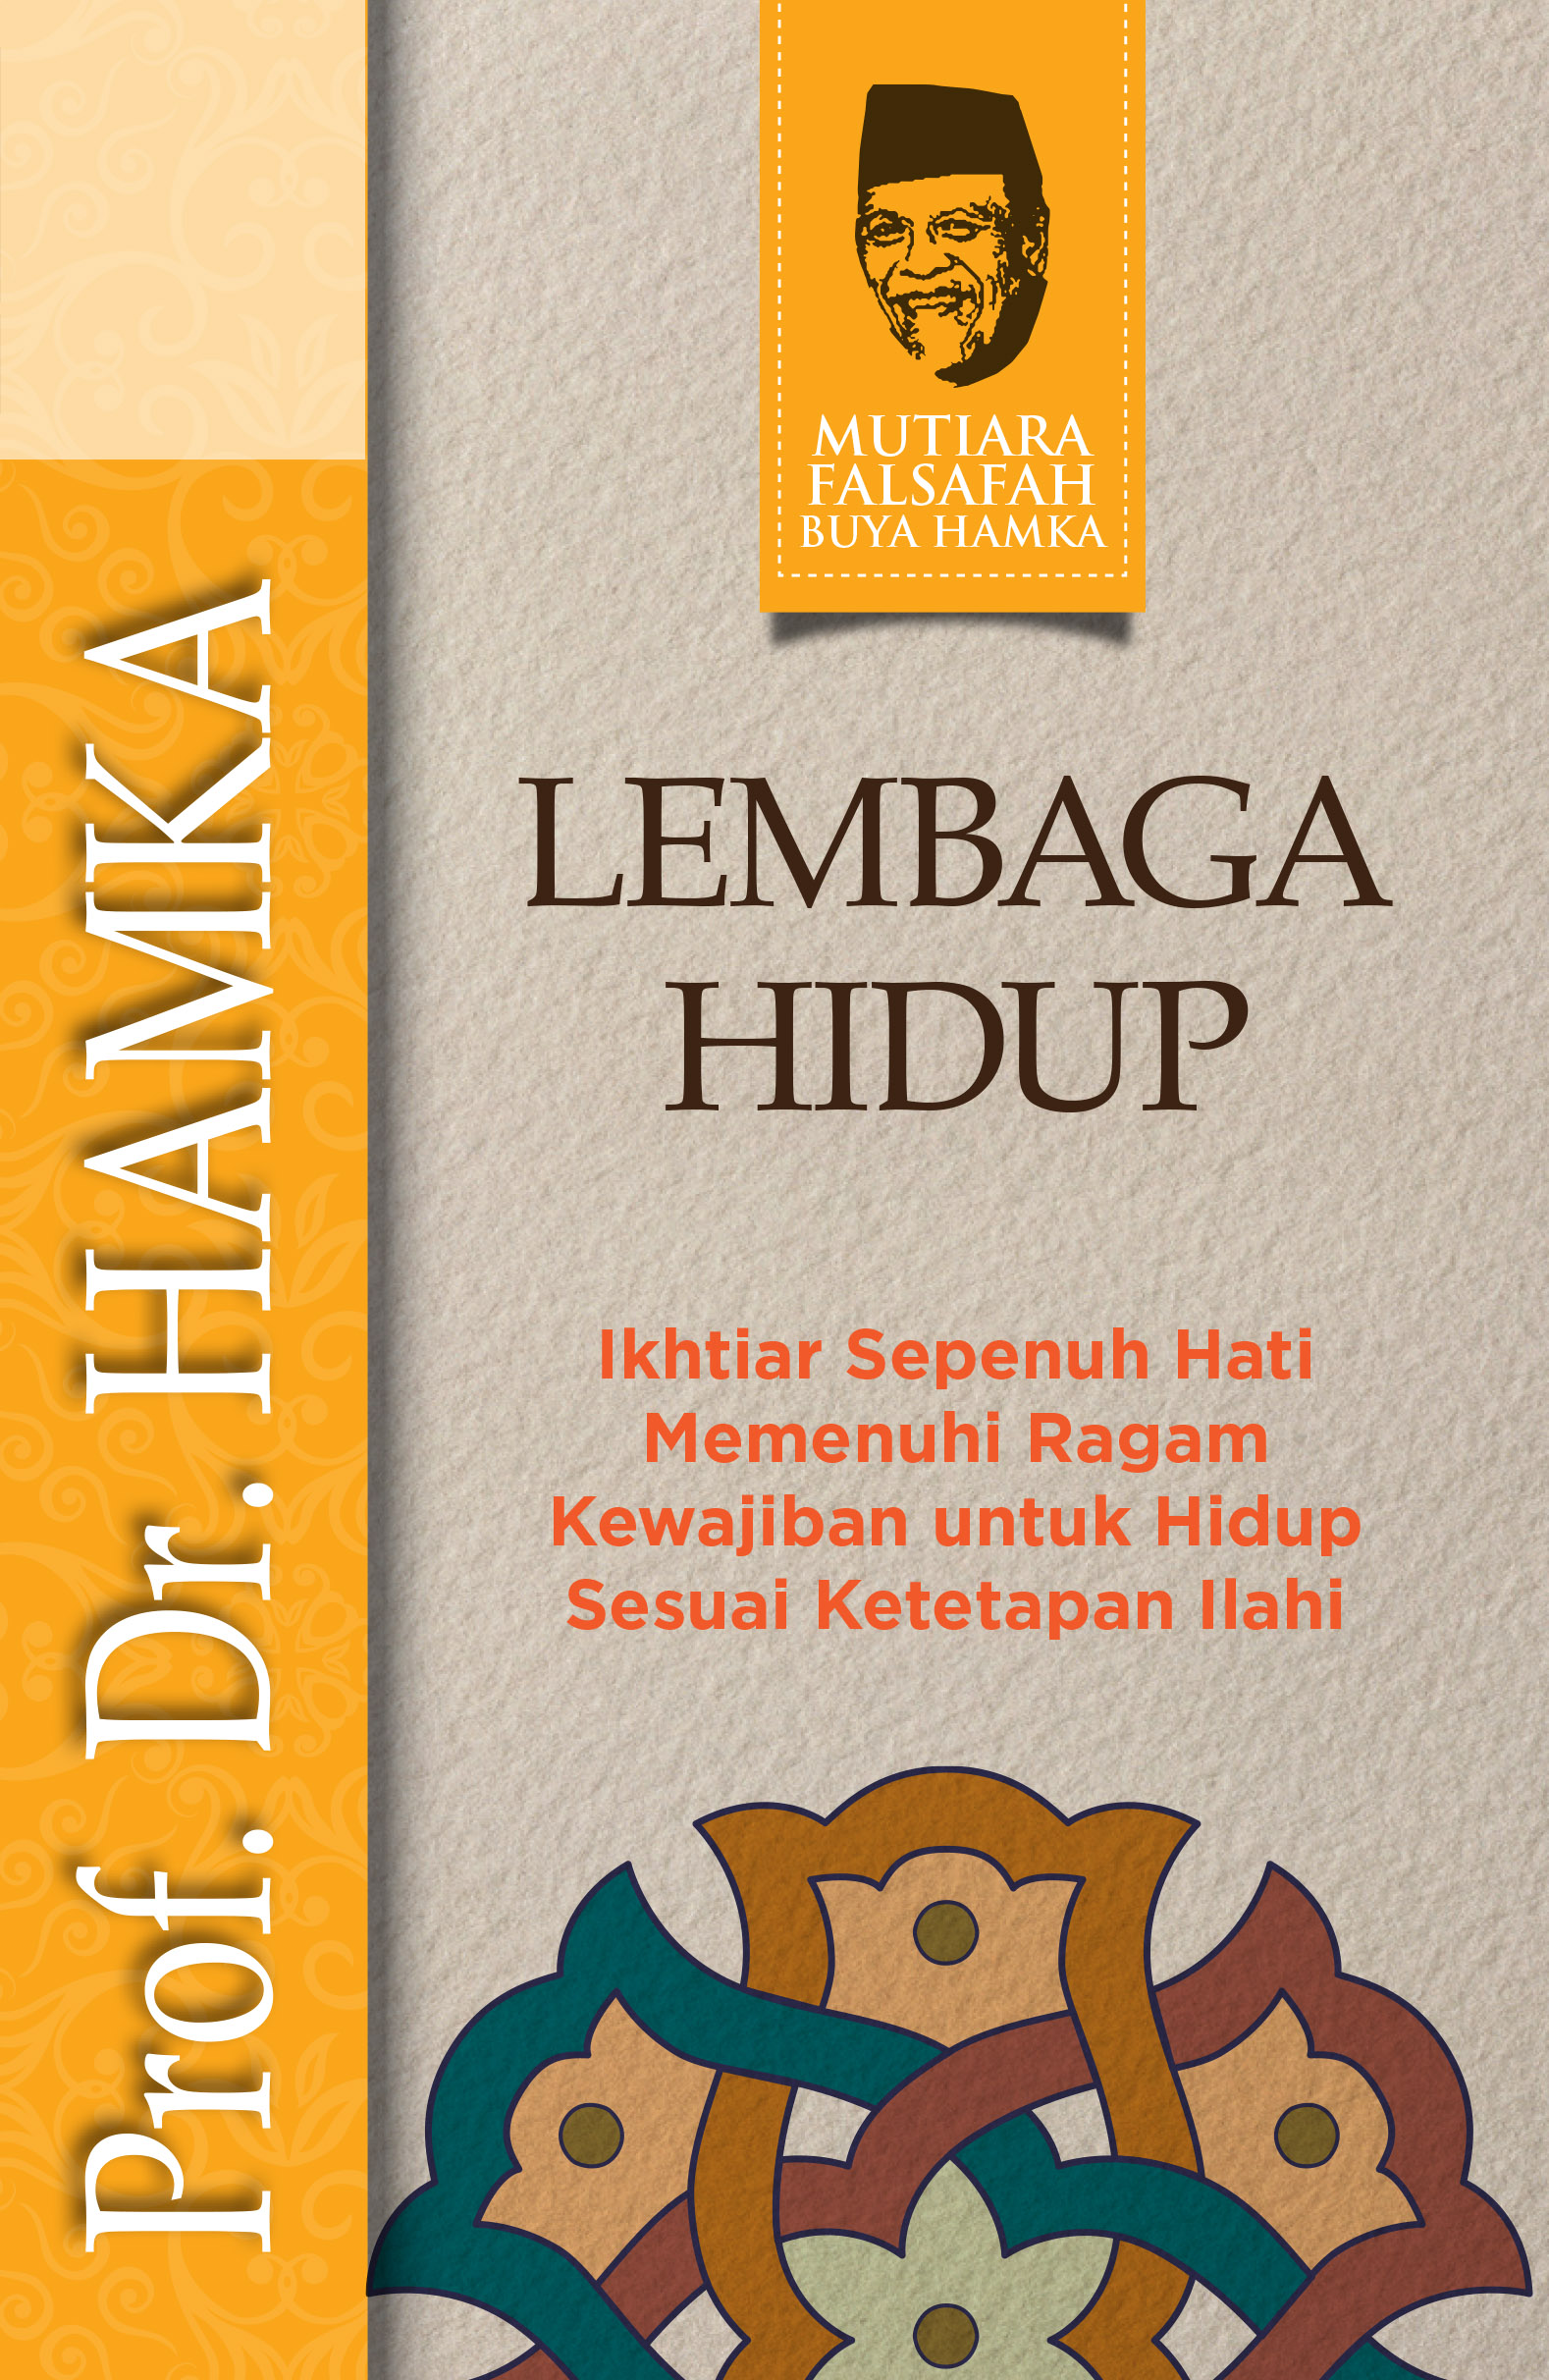 Prof. Dr. HAMKA
MUTIARA
FALSAFAH
BUYA HAMKA
LEMBAGA
HIDUP
Ikhtiar Sepenuh Hati
Memenuhi Ragam
Kewajiban untuk Hidup
Sesuai Ketetapan Ilahi